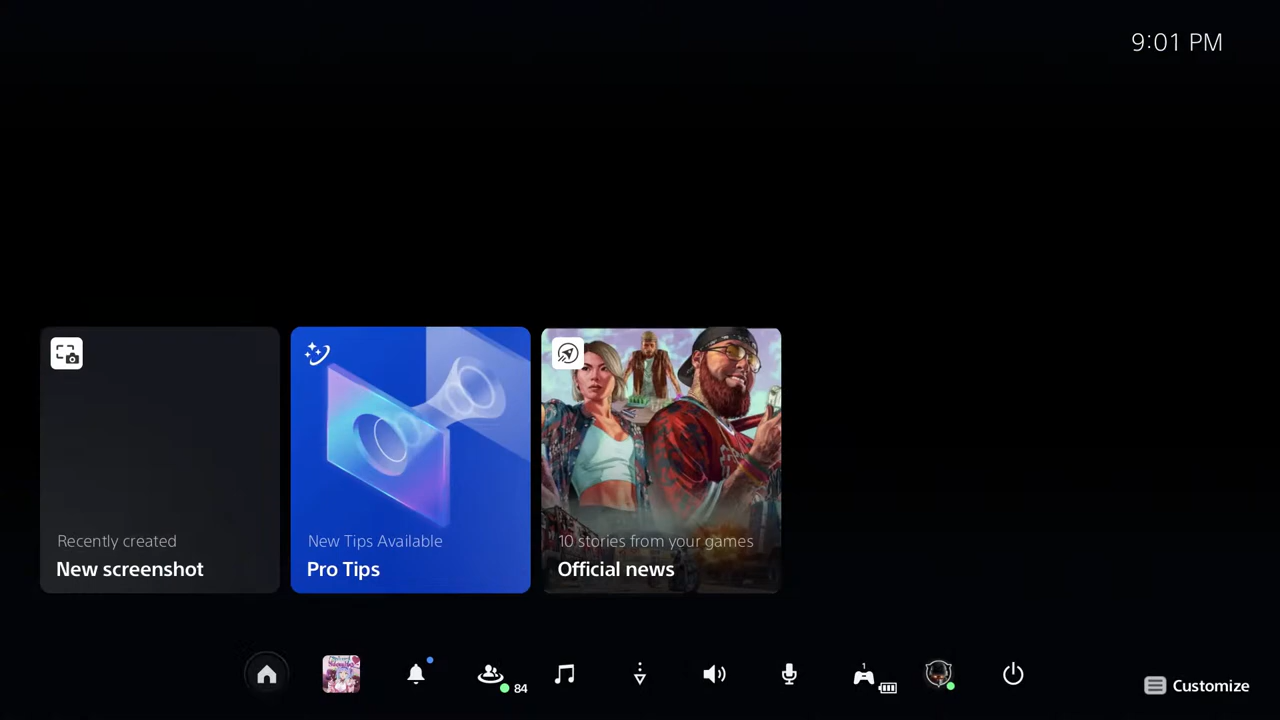 9:01 PM
Recently created
New screenshot
New Tips Available
Pro Tips
10 stories from your games
Official news
84
1
Customize